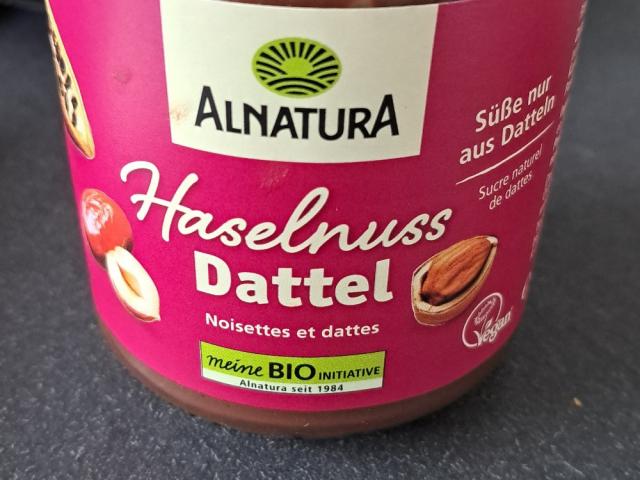 ALNATURA
Süße nur
aus Datteln
Sucre naturel
de dattes
Haselnuss
Dattel
Noisettes et dattes
Vegan
meine BIO INITIATIVE
Alnatura seit 1984